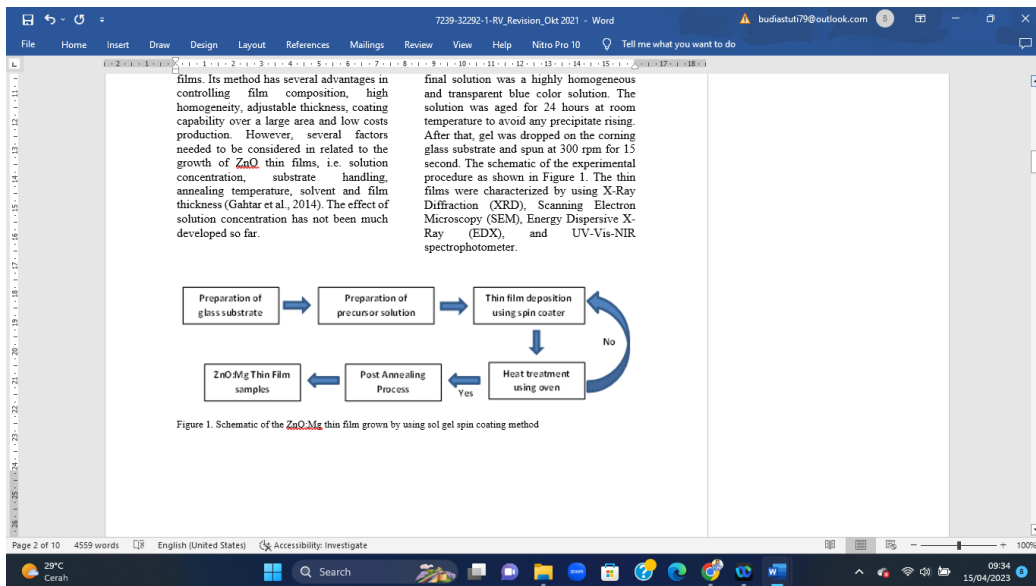 7239-32292-1-RV_Revision_Okt 2021 - Word
budiastuti79@outlook.com
B
File Home Insert Draw Design Layout References Mailings Review View Help Nitro Pro 10 Tell me what you want to do
films. Its method has several advantages in
controlling film composition, high
homogeneity, adjustable thickness, coating
capability over a large area and low costs
production. However, several factors
needed to be considered in related to the
growth of ZnO thin films, i.e. solution
concentration, substrate handling,
annealing temperature, solvent and film
thickness (Gahtar et al., 2014). The effect of
solution concentration has not been much
developed so far.
final solution was a highly homogeneous
and transparent blue color solution. The
solution was aged for 24 hours at room
temperature to avoid any precipitate rising.
After that, gel was dropped on the corning
glass substrate and spun at 300 rpm for 15
second. The schematic of the experimental
procedure as shown in Figure 1. The thin
films were characterized by using X-Ray
Diffraction (XRD), Scanning Electron
Microscopy (SEM), Energy Dispersive X-
Ray (EDX), and UV-Vis-NIR
spectrophotometer.
Preparation of
glass substrate
Preparation of
precursor solution
Thin film deposition
using spin coater
No
Heat treatment
using oven
Yes
Post Annealing
Process
ZnO:Mg Thin Film
samples
Figure 1. Schematic of the ZnO:Mg thin film grown by using sol gel spin coating method
Page 2 of 10 4559 words English (United States) Accessibility: Investigate 100%
29°C
Cerah
Search
zoom
W
09:34
15/04/2023
8